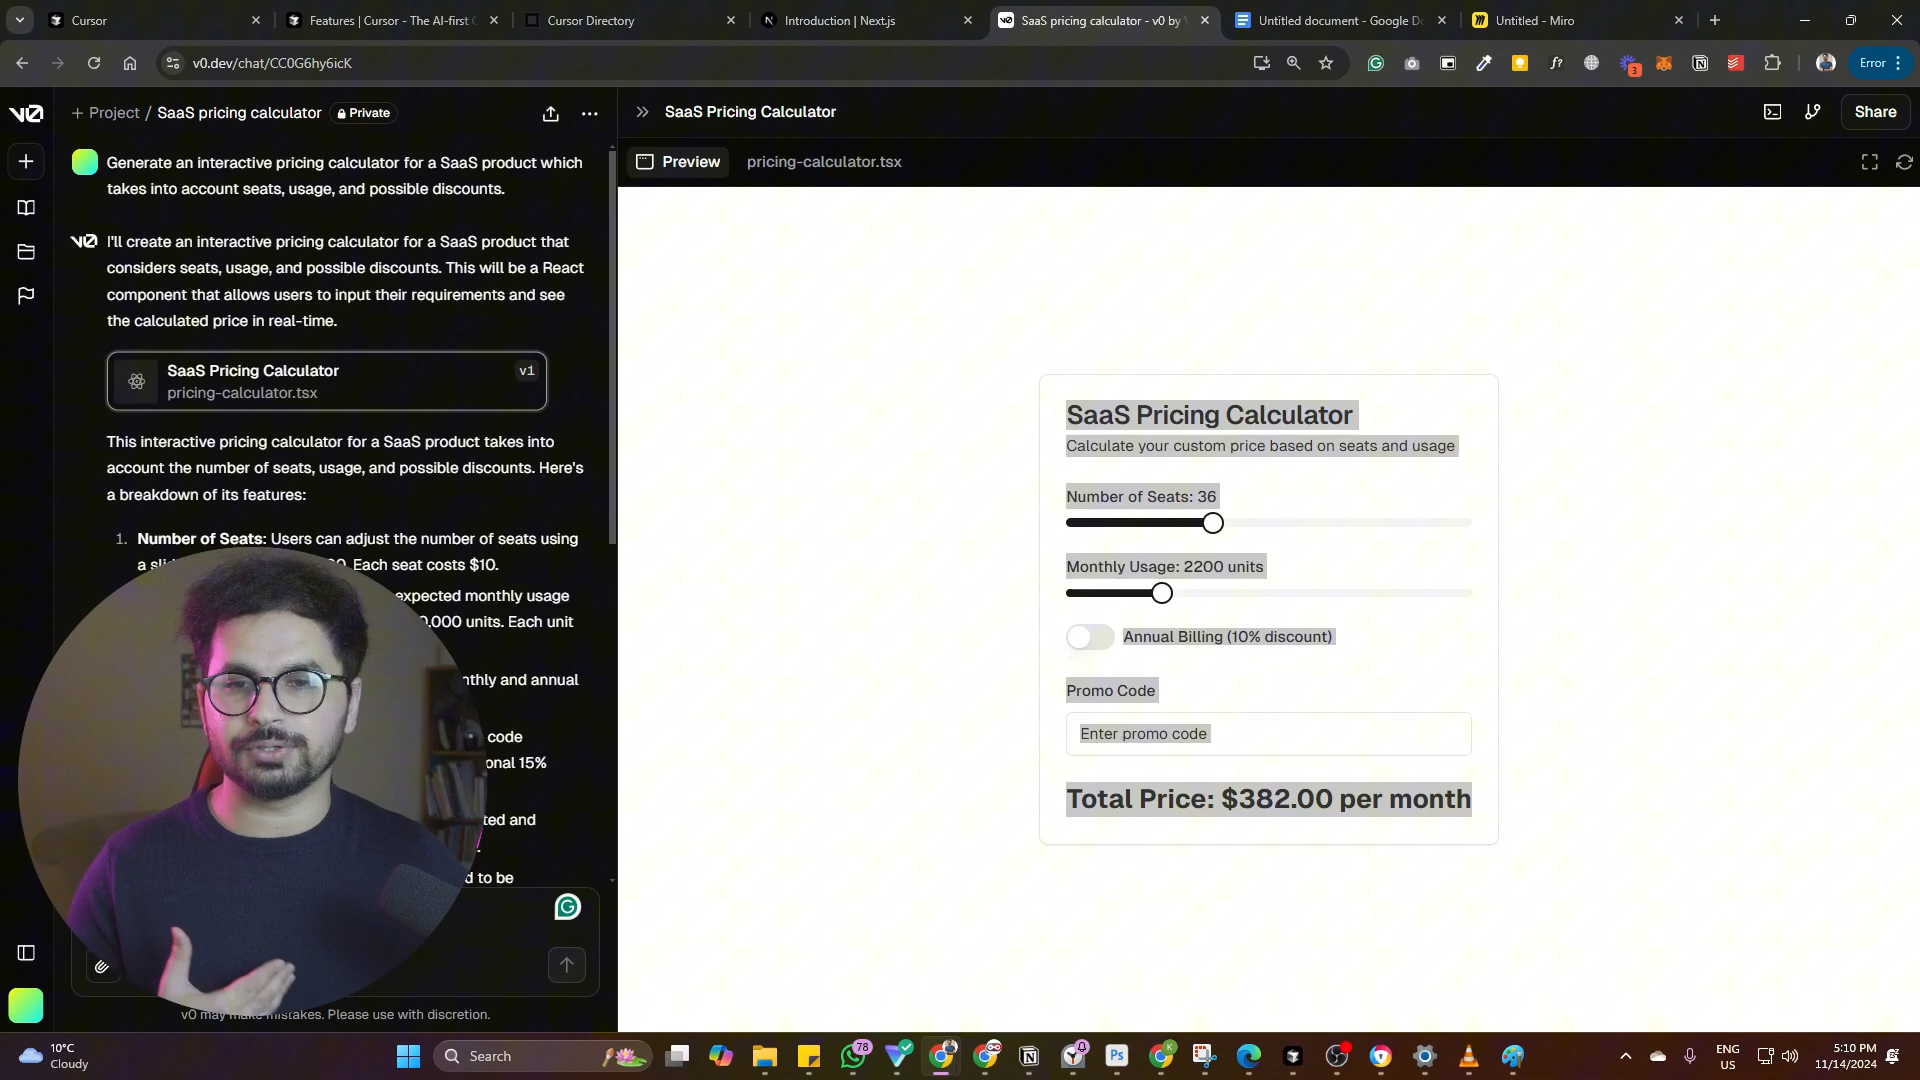 Cursor
Features | Cursor - The AI-first
Cursor Directory
Introduction | Next.js
SaaS pricing calculator - v0 by
Untitled document - Google Do
Untitled - Miro
v0.dev/chat/CC0G6hy6icK
3
Error
Project / SaaS pricing calculator
Private
SaaS Pricing Calculator
Share
Preview
pricing-calculator.tsx
Generate an interactive pricing calculator for a SaaS product which
takes into account seats, usage, and possible discounts.
I'll create an interactive pricing calculator for a SaaS product that
considers seats, usage, and possible discounts. This will be a React
component that allows users to input their requirements and see
the calculated price in real-time.
SaaS Pricing Calculator
v1
pricing-calculator.tsx
This interactive pricing calculator for a SaaS product takes into
account the number of seats, usage, and possible discounts. Here's
a breakdown of its features:
1. Number of Seats: Users can adjust the number of seats using
a Each seat costs $10.
expected monthly usage
units. Each unit
and annual
code
15%
and
d to be
v0 may make mistakes. Please use with discretion.
SaaS Pricing Calculator
Calculate your custom price based on seats and usage
Number of Seats: 36
Monthly Usage: 2200 units
Annual Billing (10% discount)
Promo Code
Enter promo code
Total Price: $382.00 per month
10°C
Cloudy
Search
78
Ps
K
ENG
US
5:10 PM
11/14/2024